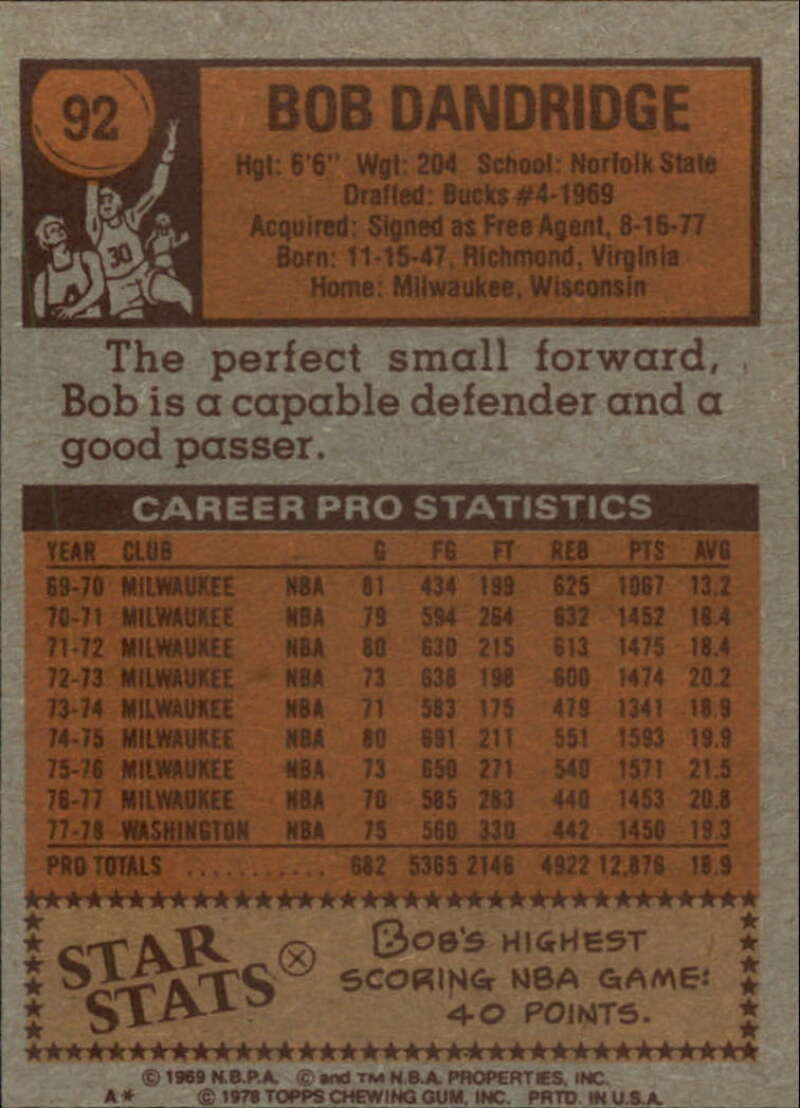 92
BOB DANDRIDGE
Hgt: 6'6" Wgt: 204 School: Norfolk State
Drafted: Bucks #4-1969
Acquired: Signed as Free Agent, 8-16-77
Born: 11-15-47, Richmond, Virginia
Home: Milwaukee, Wisconsin
30
The perfect small forward,
Bob is a capable defender and a
good passer.
CAREER PRO STATISTICS
YEAR CLUB G FG FT REB PTS AVG
69-70 MILWAUKEE NBA 81 434 199 625 1067 13.2
70-71 MILWAUKEE NBA 79 594 264 632 1452 18.4
71-72 MILWAUKEE NBA 80 630 215 613 1475 18.4
72-73 MILWAUKEE NBA 73 638 198 600 1474 20.2
73-74 MILWAUKEE NBA 71 583 175 479 1341 18.9
74-75 MILWAUKEE NBA 80 691 211 551 1593 19.9
75-76 MILWAUKEE NBA 73 650 271 540 1571 21.5
76-77 MILWAUKEE NBA 70 585 283 440 1453 20.8
77-78 WASHINGTON NBA 75 560 330 442 1450 19.3
PRO TOTALS ........... 682 5365 2146 4922 12,876 18.9
STAR STATS
BOB'S HIGHEST
SCORING NBA GAME:
40 POINTS.
© 1969 N.B.P.A. © and TM N.B.A. PROPERTIES, INC.
A* © 1978 TOPPS CHEWING GUM, INC. PRTD. IN U.S.A.